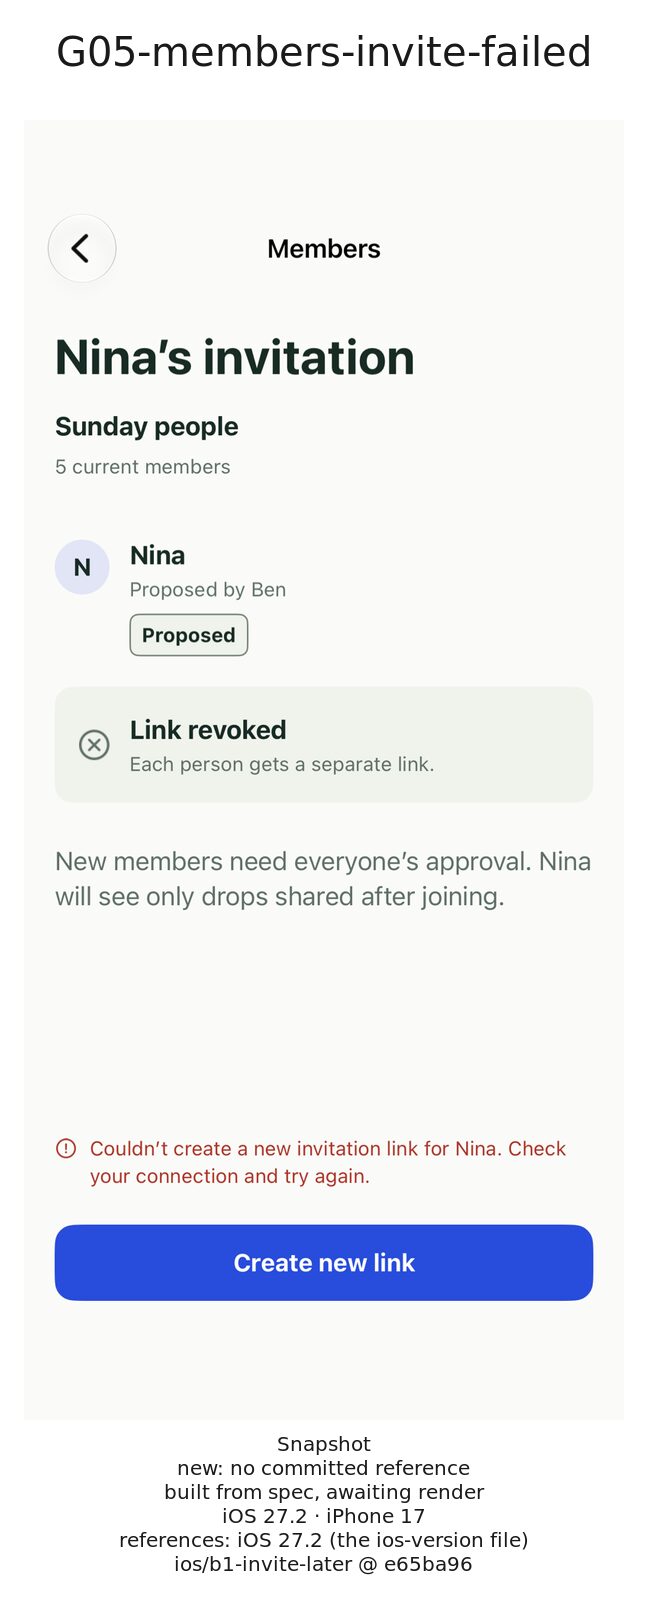 G05-members-invite-failed
Members
Nina’s invitation
Sunday people
5 current members
N
Nina
Proposed by Ben
Proposed
Link revoked
Each person gets a separate link.
New members need everyone’s approval. Nina
will see only drops shared after joining.
Couldn’t create a new invitation link for Nina. Check
your connection and try again.
Create new link
Snapshot
new: no committed reference
built from spec, awaiting render
iOS 27.2 · iPhone 17
references: iOS 27.2 (the ios-version file)
ios/b1-invite-later @ e65ba96